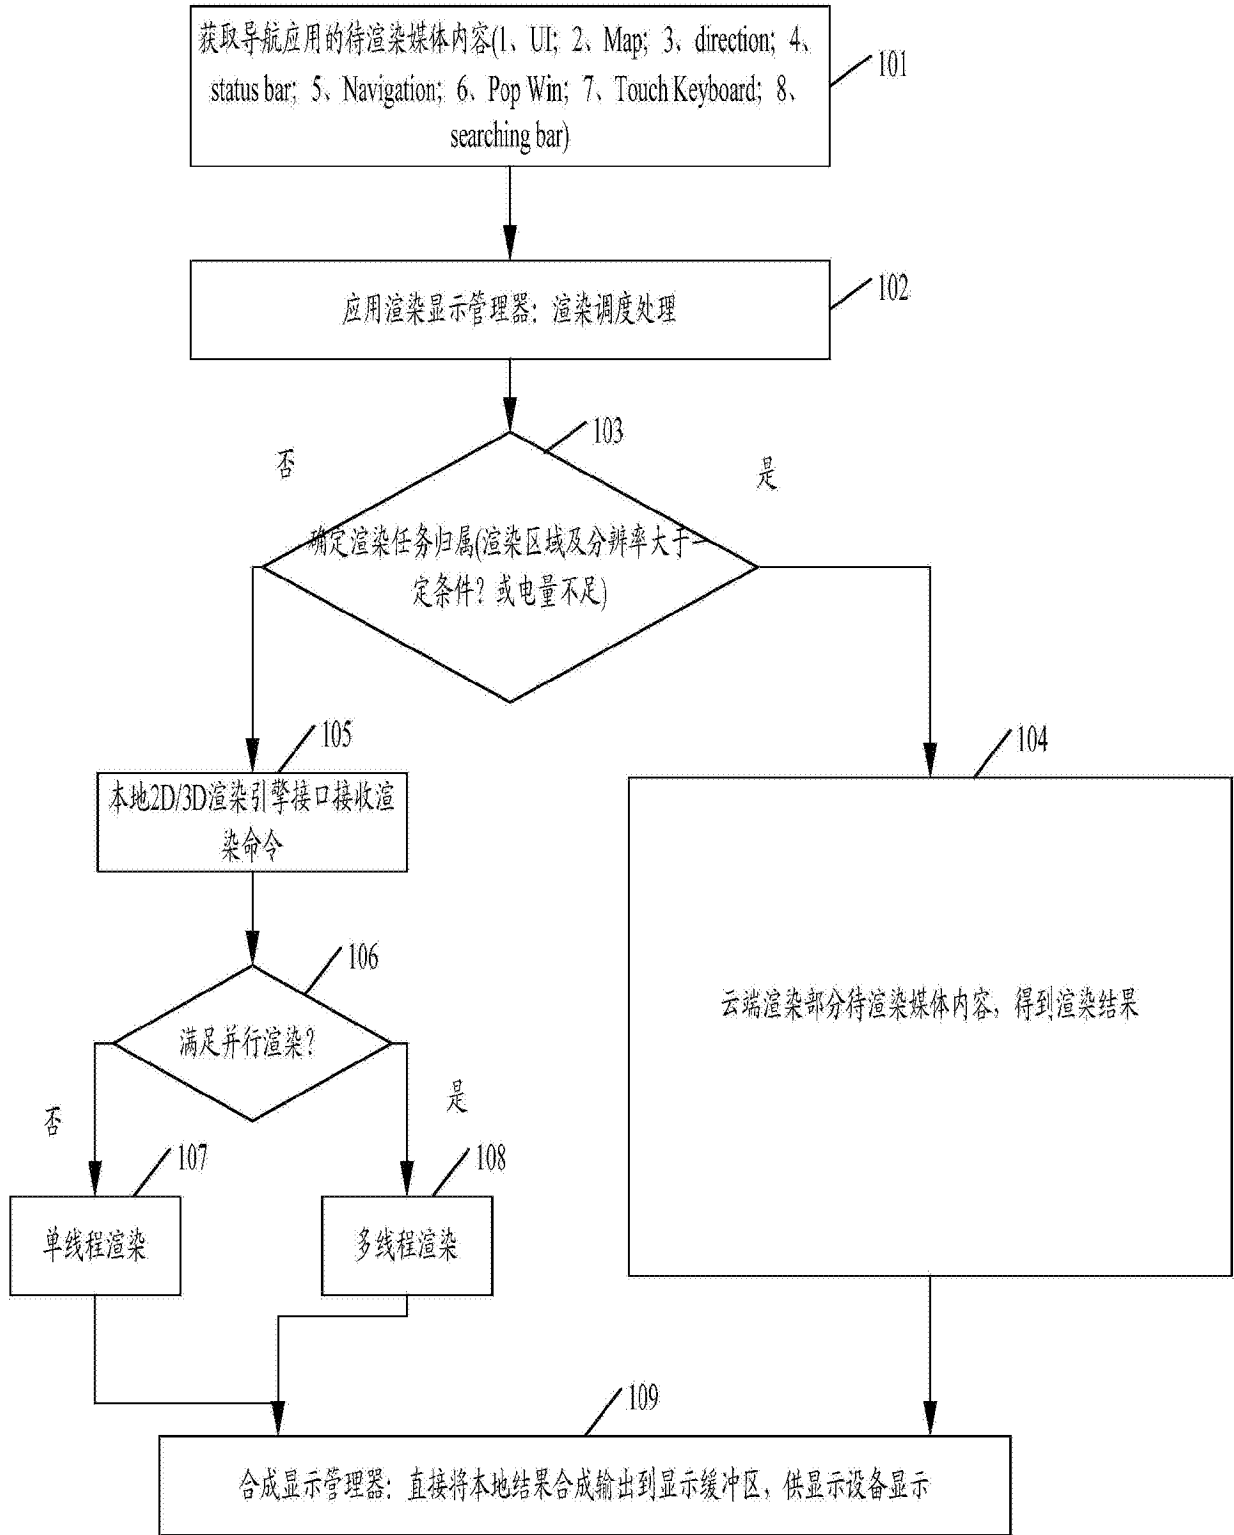 获取导航应用的待渲染媒体内容(1、UI; 2、Map; 3、direction; 4、
status bar; 5、Navigation; 6、Pop Win; 7、Touch Keyboard; 8、
searching bar)
101
应用渲染显示管理器: 渲染调度处理
102
103
否
是
确定渲染任务归属(渲染区域及分辨率大于一
定条件? 或电量不足)
105
104
本地2D/3D渲染引擎接口接收渲
染命令
106
满足并行渲染?
云端渲染部分待渲染媒体内容, 得到渲染结果
否
是
107
108
单线程渲染
多线程渲染
109
合成显示管理器: 直接将本地结果合成输出到显示缓冲区, 供显示设备显示